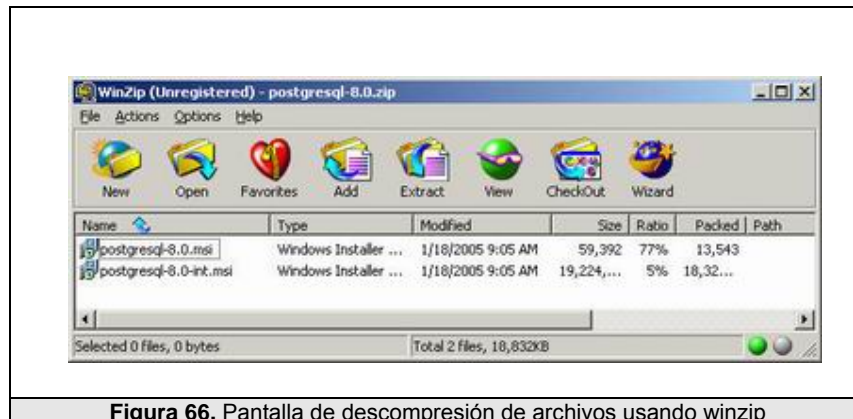 WinZip (Unregistered) - postgresql-8.0.zip
File Actions Options Help
New Open Favorites Add Extract View CheckOut Wizard
Name Type Modified Size Ratio Packed Path
postgresql-8.0.msi Windows Installer ... 1/18/2005 9:05 AM 59,392 77% 13,543
postgresql-8.0-int.msi Windows Installer ... 1/18/2005 9:05 AM 19,224,... 5% 18,32...
Selected 0 files, 0 bytes Total 2 files, 18,832KB
Figura 66. Pantalla de descompresión de archivos usando winzip